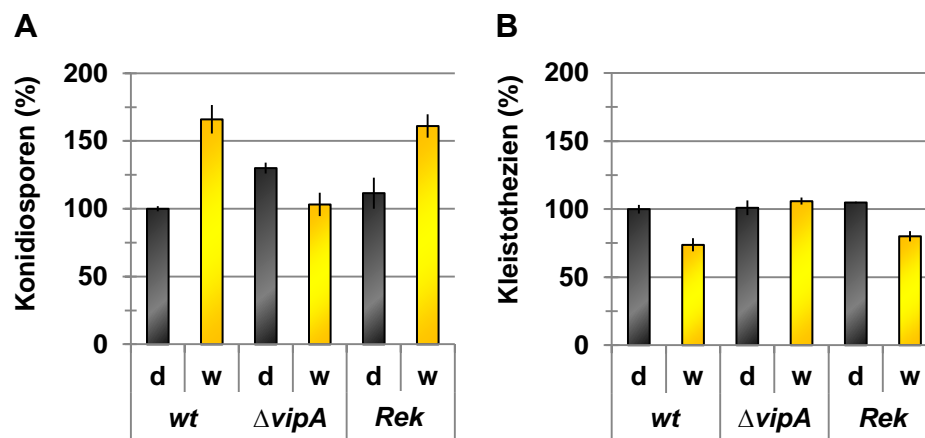 A
Konidiosporen (%)
200
150
100
50
0
d w d w d w
wt ΔvipA Rek
B
Kleistothezien (%)
200
150
100
50
0
d w d w d w
wt ΔvipA Rek